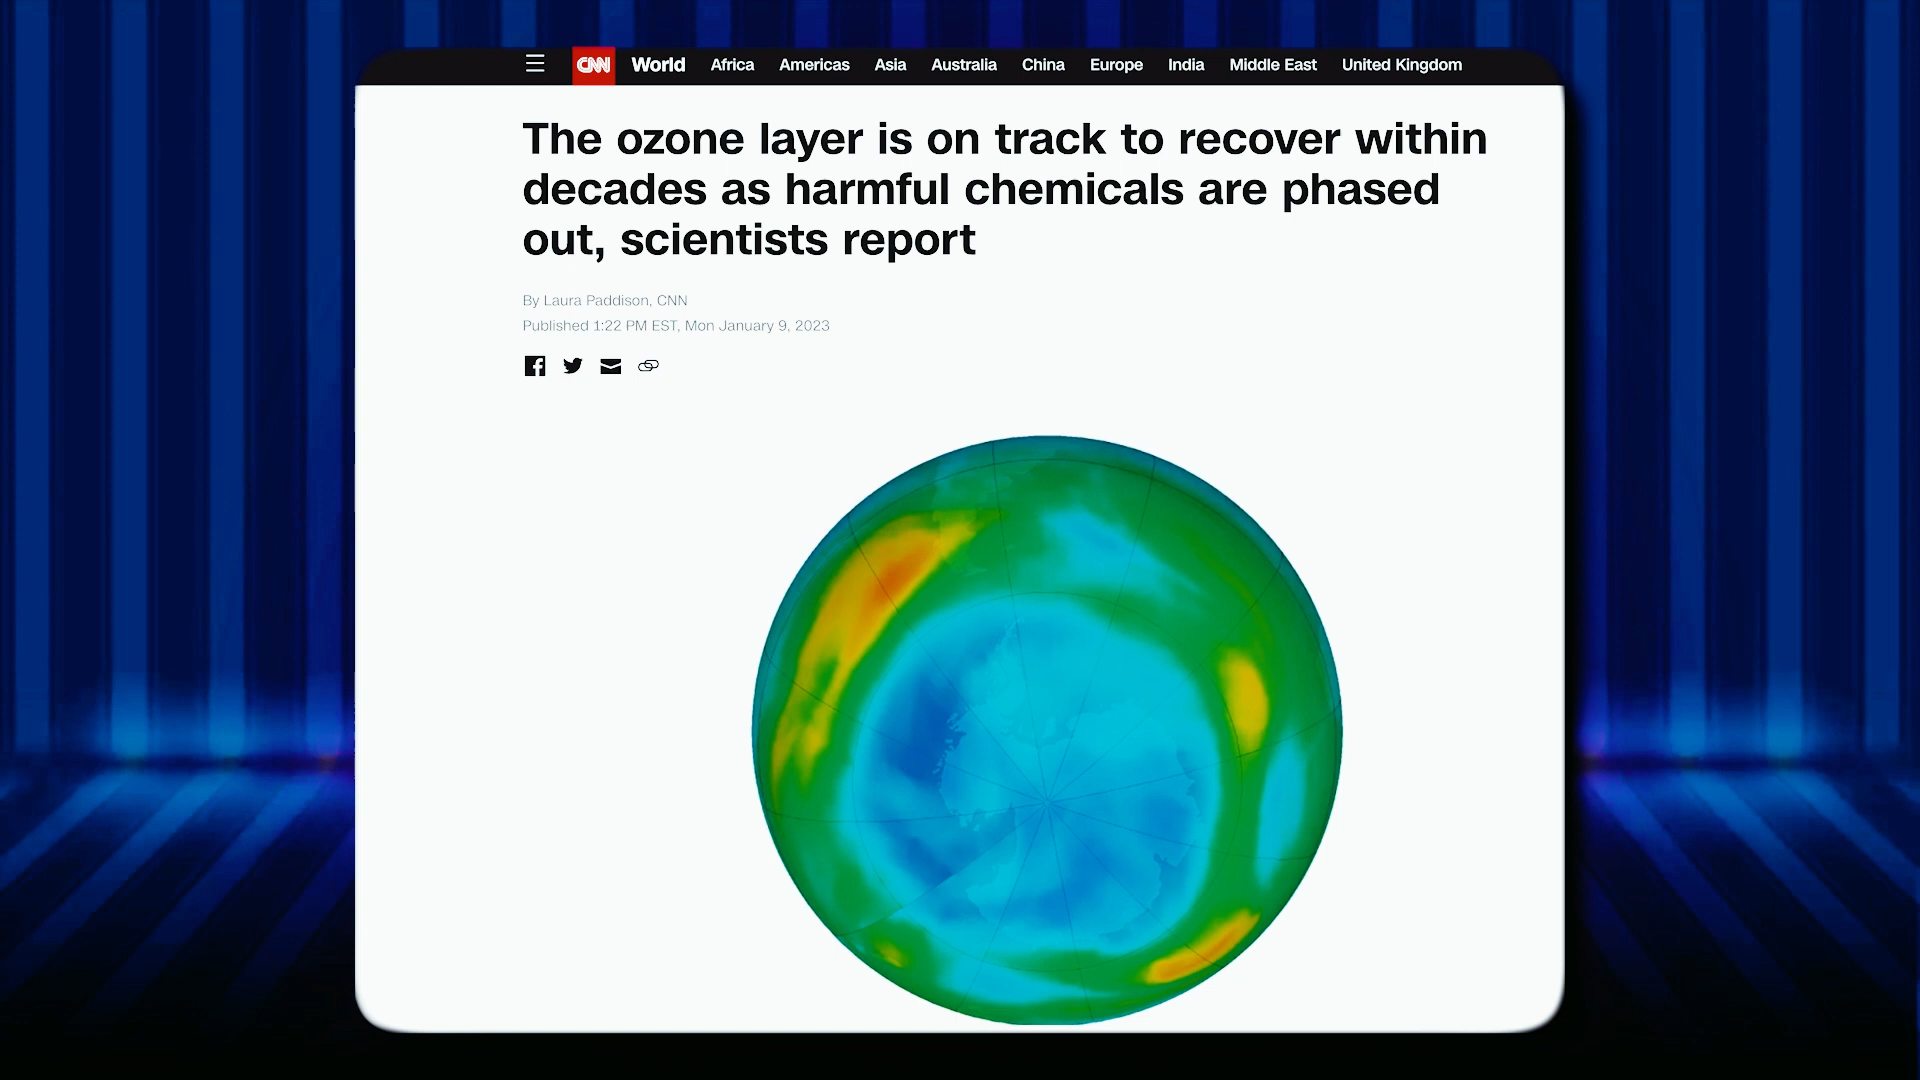 CNN World Africa Americas Asia Australia China Europe India Middle East United Kingdom
The ozone layer is on track to recover within
decades as harmful chemicals are phased
out, scientists report
By Laura Paddison, CNN
Published 1:22 PM EST, Mon January 9, 2023